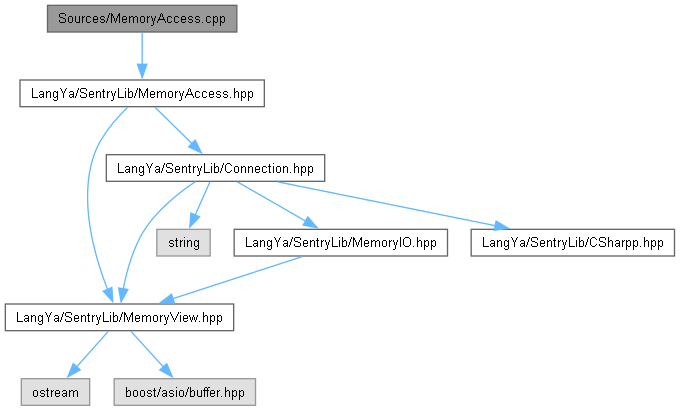 Sources/MemoryAccess.cpp
LangYa/SentryLib/MemoryAccess.hpp
LangYa/SentryLib/Connection.hpp
string
LangYa/SentryLib/MemoryIO.hpp
LangYa/SentryLib/CSharpp.hpp
LangYa/SentryLib/MemoryView.hpp
ostream
boost/asio/buffer.hpp